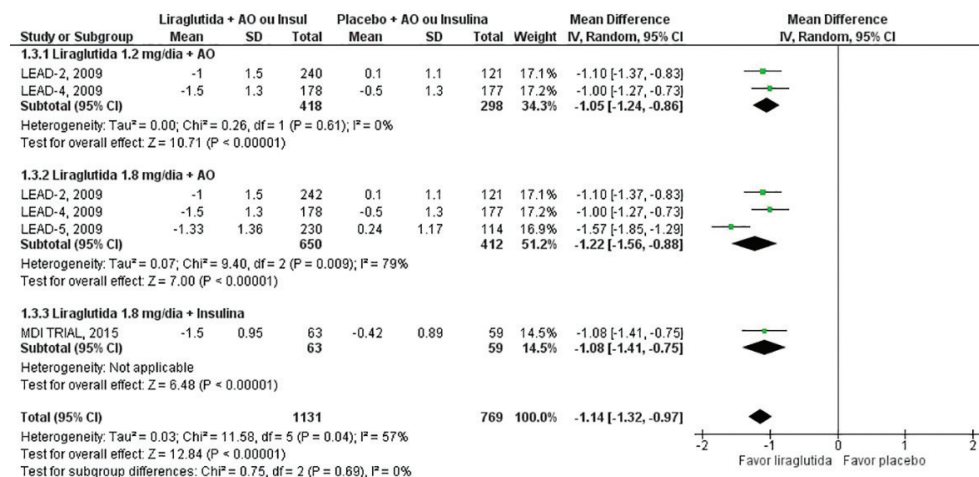 Liraglutida + AO ou Insul Placebo + AO ou Insulina Mean Difference Mean Difference
Study or Subgroup Mean SD Total Mean SD Total Weight IV, Random, 95% CI IV, Random, 95% CI
1.3.1 Liraglutida 1.2 mg/dia + AO
LEAD-2, 2009 -1 1.5 240 0.1 1.1 121 17.1% -1.10 [-1.37, -0.83]
LEAD-4, 2009 -1.5 1.3 178 -0.5 1.3 177 17.2% -1.00 [-1.27, -0.73]
Subtotal (95% CI) 418 298 34.3% -1.05 [-1.24, -0.86]
Heterogeneity: Tau² = 0.00; Chi² = 0.26, df = 1 (P = 0.61); I² = 0%
Test for overall effect: Z = 10.71 (P < 0.00001)
1.3.2 Liraglutida 1.8 mg/dia + AO
LEAD-2, 2009 -1 1.5 242 0.1 1.1 121 17.1% -1.10 [-1.37, -0.83]
LEAD-4, 2009 -1.5 1.3 178 -0.5 1.3 177 17.2% -1.00 [-1.27, -0.73]
LEAD-5, 2009 -1.33 1.36 230 0.24 1.17 114 16.9% -1.57 [-1.85, -1.29]
Subtotal (95% CI) 650 412 51.2% -1.22 [-1.56, -0.88]
Heterogeneity: Tau² = 0.07; Chi² = 9.40, df = 2 (P = 0.009); I² = 79%
Test for overall effect: Z = 7.00 (P < 0.00001)
1.3.3 Liraglutida 1.8 mg/dia + Insulina
MDI TRIAL, 2015 -1.5 0.95 63 -0.42 0.89 59 14.5% -1.08 [-1.41, -0.75]
Subtotal (95% CI) 63 59 14.5% -1.08 [-1.41, -0.75]
Heterogeneity: Not applicable
Test for overall effect: Z = 6.48 (P < 0.00001)
Total (95% CI) 1131 769 100.0% -1.14 [-1.32, -0.97]
Heterogeneity: Tau² = 0.03; Chi² = 11.58, df = 5 (P = 0.04); I² = 57%
Test for overall effect: Z = 12.84 (P < 0.00001)
Test for subgroup differences: Chi² = 0.75, df = 2 (P = 0.69), I² = 0%
-2 -1 0 1 2
Favor liraglutida Favor placebo